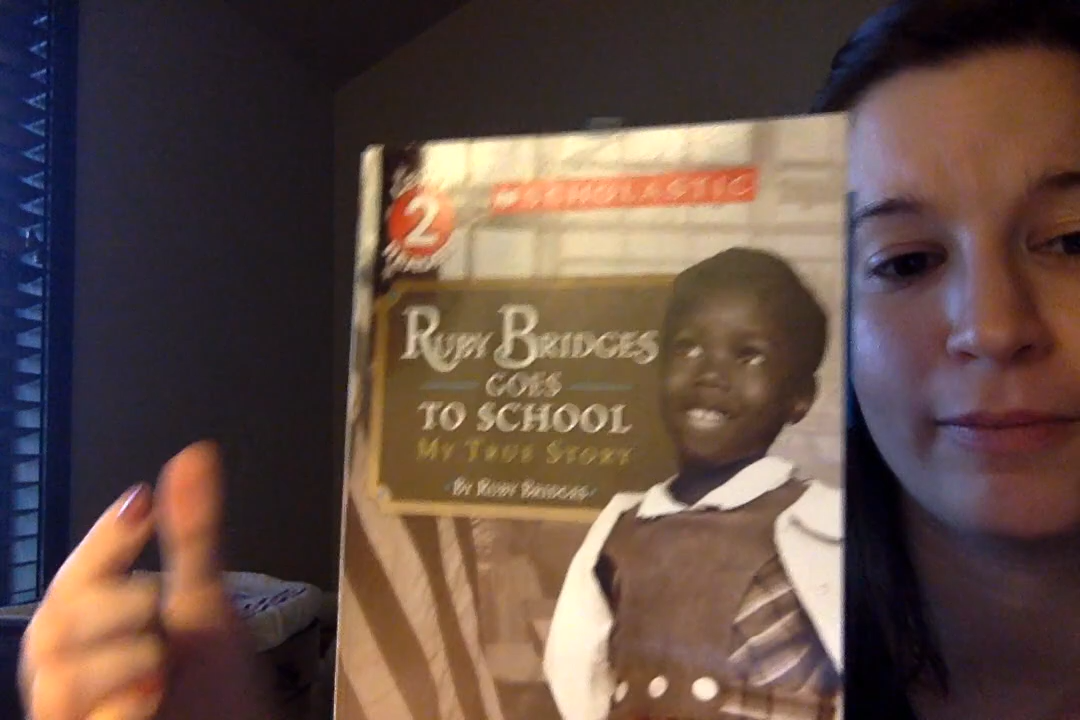 2
SCHOLASTIC
RUBY BRIDGES
GOES
TO SCHOOL
MY TRUE STORY
BY RUBY BRIDGES